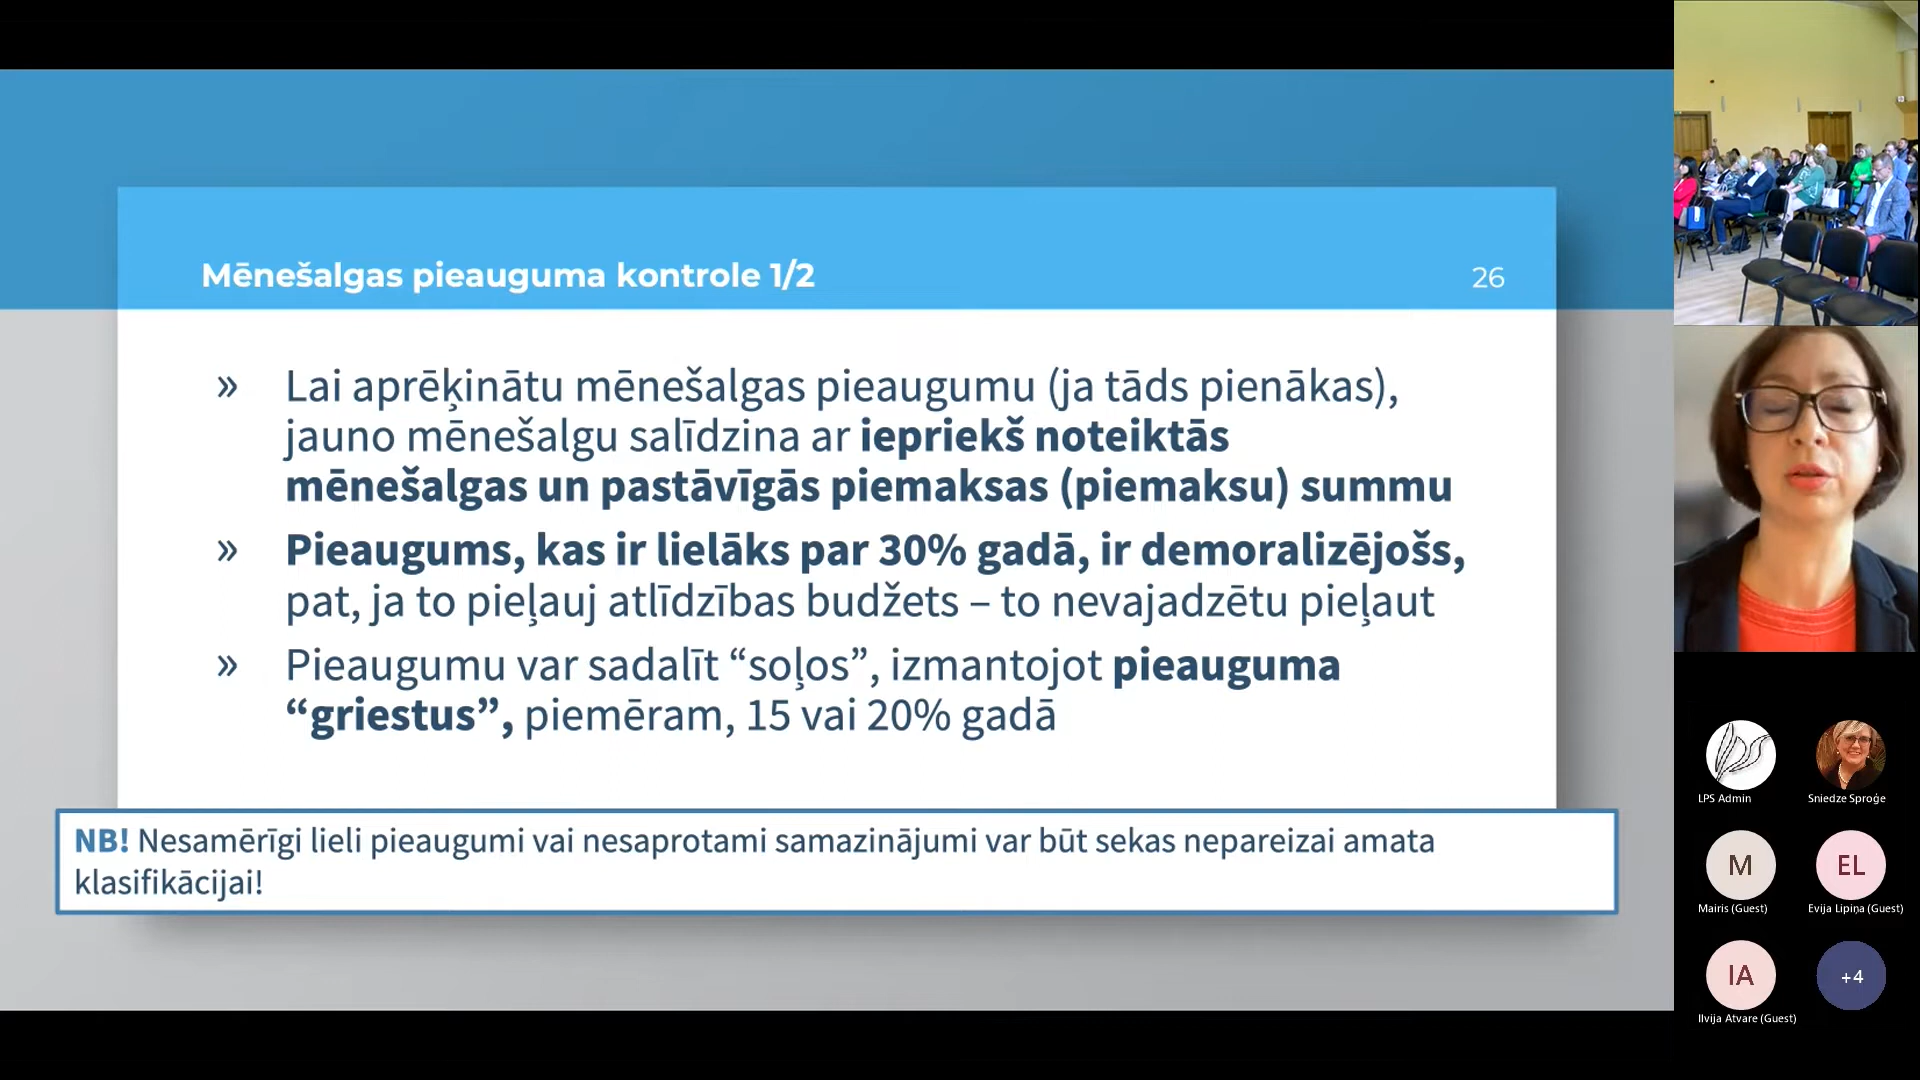 Mēnešalgas pieauguma kontrole 1/2
26
» Lai aprēķinātu mēnešalgas pieaugumu (ja tāds pienākas),
jauno mēnešalgu salīdzina ar iepriekš noteiktās
mēnešalgas un pastāvīgās piemaksas (piemaksu) summu
» Pieaugums, kas ir lielāks par 30% gadā, ir demoralizējošs,
pat, ja to pieļauj atlīdzības budžets – to nevajadzētu pieļaut
» Pieaugumu var sadalīt “soļos”, izmantojot pieauguma
“griestus”, piemēram, 15 vai 20% gadā
NB! Nesamērīgi lieli pieaugumi vai nesaprotami samazinājumi var būt sekas nepareizai amata
klasifikācijai!
LPS Admin
Sniedze Sproģe
M
EL
Mairis (Guest)
Evija Lipiņa (Guest)
IA
+4
Ilvija Atvare (Guest)